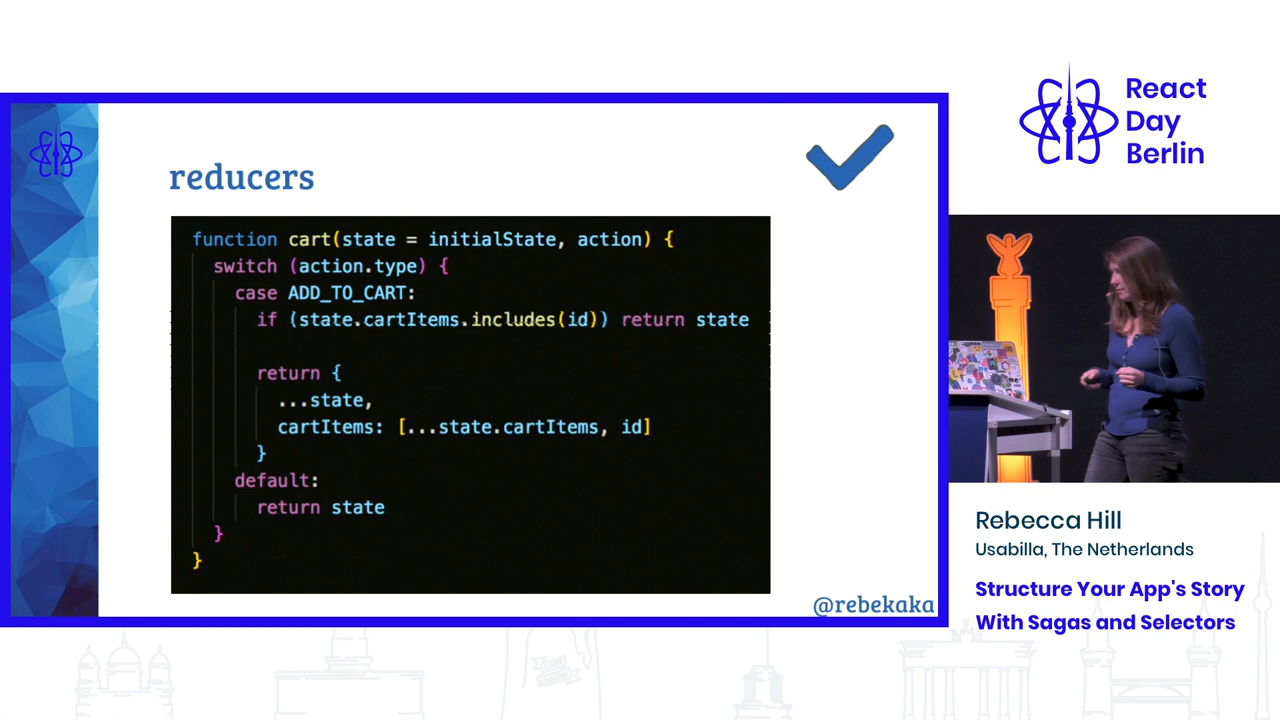 reducers
function cart(state = initialState, action) {
switch (action.type) {
case ADD_TO_CART:
if (state.cartItems.includes(id)) return state
return {
...state,
cartItems: [...state.cartItems, id]
}
default:
return state
}
}
@rebekaka
React
Day
Berlin
Rebecca Hill
Usabilla, The Netherlands
Structure Your App's Story
With Sagas and Selectors